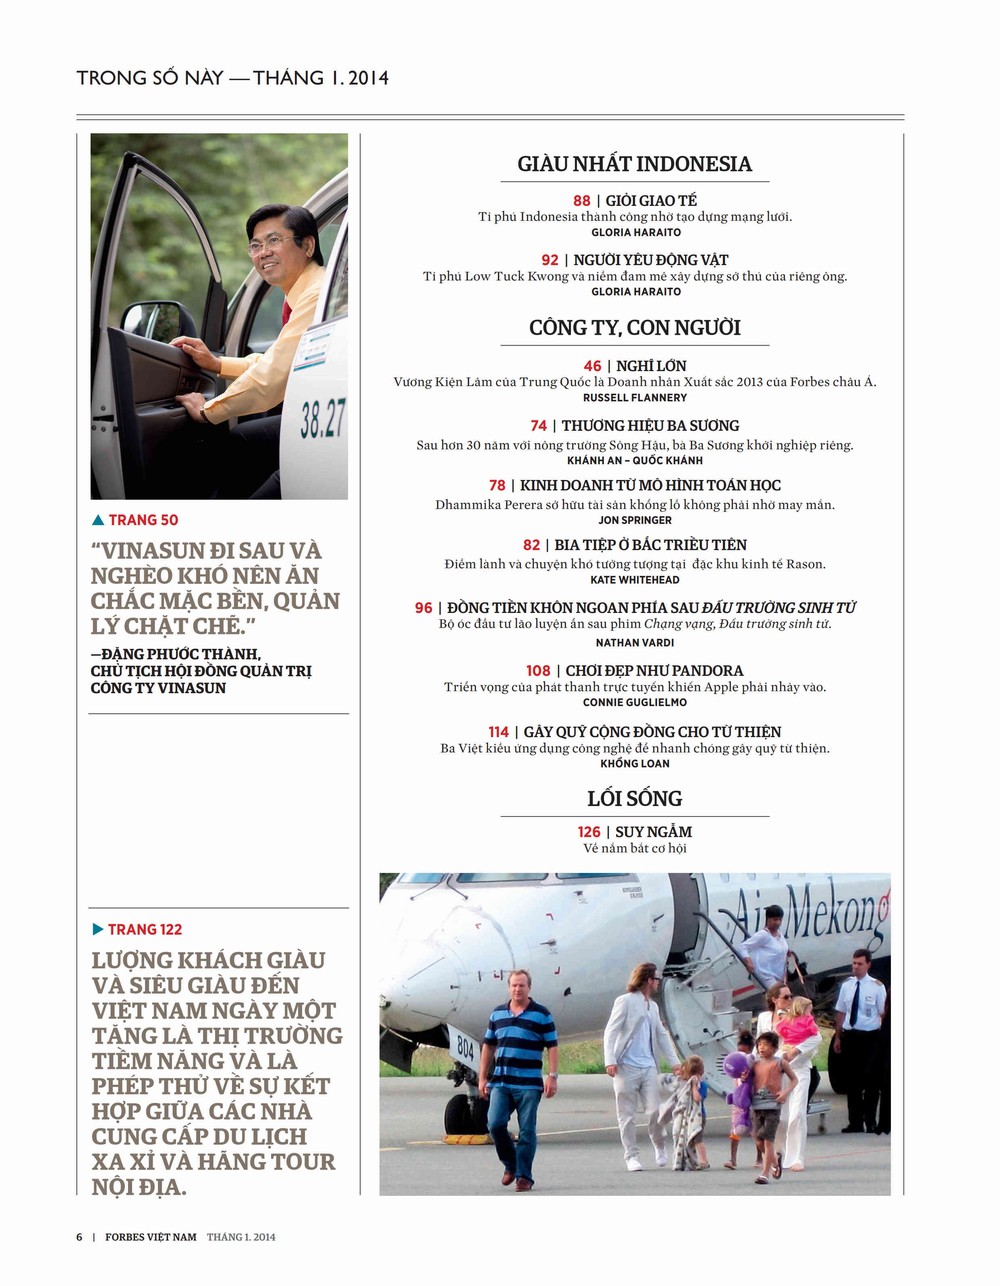 TRONG SỐ NÀY — THÁNG 1. 2014
38.27
TRANG 50
“VINASUN ĐI SAU VÀ
NGHÈO KHÓ NÊN ĂN
CHẮC MẶC BỀN, QUẢN
LÝ CHẶT CHẼ.”
—ĐẶNG PHƯỚC THÀNH,
CHỦ TỊCH HỘI ĐỒNG QUẢN TRỊ
CÔNG TY VINASUN
TRANG 122
LƯỢNG KHÁCH GIÀU
VÀ SIÊU GIÀU ĐẾN
VIỆT NAM NGÀY MỘT
TĂNG LÀ THỊ TRƯỜNG
TIỀM NĂNG VÀ LÀ
PHÉP THỬ VỀ SỰ KẾT
HỢP GIỮA CÁC NHÀ
CUNG CẤP DU LỊCH
XA XỈ VÀ HÃNG TOUR
NỘI ĐỊA.
GIÀU NHẤT INDONESIA
88 | GIỎI GIAO TẾ
Tỉ phú Indonesia thành công nhờ tạo dựng mạng lưới.
GLORIA HARAITO
92 | NGƯỜI YÊU ĐỘNG VẬT
Tỉ phú Low Tuck Kwong và niềm đam mê xây dựng sở thú của riêng ông.
GLORIA HARAITO
CÔNG TY, CON NGƯỜI
46 | NGHĨ LỚN
Vương Kiện Lâm của Trung Quốc là Doanh nhân Xuất sắc 2013 của Forbes châu Á.
RUSSELL FLANNERY
74 | THƯƠNG HIỆU BA SƯƠNG
Sau hơn 30 năm với nông trường Sông Hậu, bà Ba Sương khởi nghiệp riêng.
KHÁNH AN – QUỐC KHÁNH
78 | KINH DOANH TỪ MÔ HÌNH TOÁN HỌC
Dhammika Perera sở hữu tài sản khổng lồ không phải nhờ may mắn.
JON SPRINGER
82 | BIA TIỆP Ở BẮC TRIỀU TIÊN
Điềm lành và chuyện khó tưởng tượng tại đặc khu kinh tế Rason.
KATE WHITEHEAD
96 | ĐỒNG TIỀN KHÔN NGOAN PHÍA SAU ĐẤU TRƯỜNG SINH TỬ
Bộ óc đầu tư lão luyện ẩn sau phim Chạng vạng, Đấu trường sinh tử.
NATHAN VARDI
108 | CHƠI ĐẸP NHƯ PANDORA
Triển vọng của phát thanh trực tuyến khiến Apple phải nhảy vào.
CONNIE GUGLIELMO
114 | GÂY QUỸ CỘNG ĐỒNG CHO TỪ THIỆN
Ba Việt kiều ứng dụng công nghệ để nhanh chóng gây quỹ từ thiện.
KHỔNG LOAN
LỐI SỐNG
126 | SUY NGẪM
Về nắm bắt cơ hội
Air Mekong
804
6 | FORBES VIỆT NAM THÁNG 1. 2014